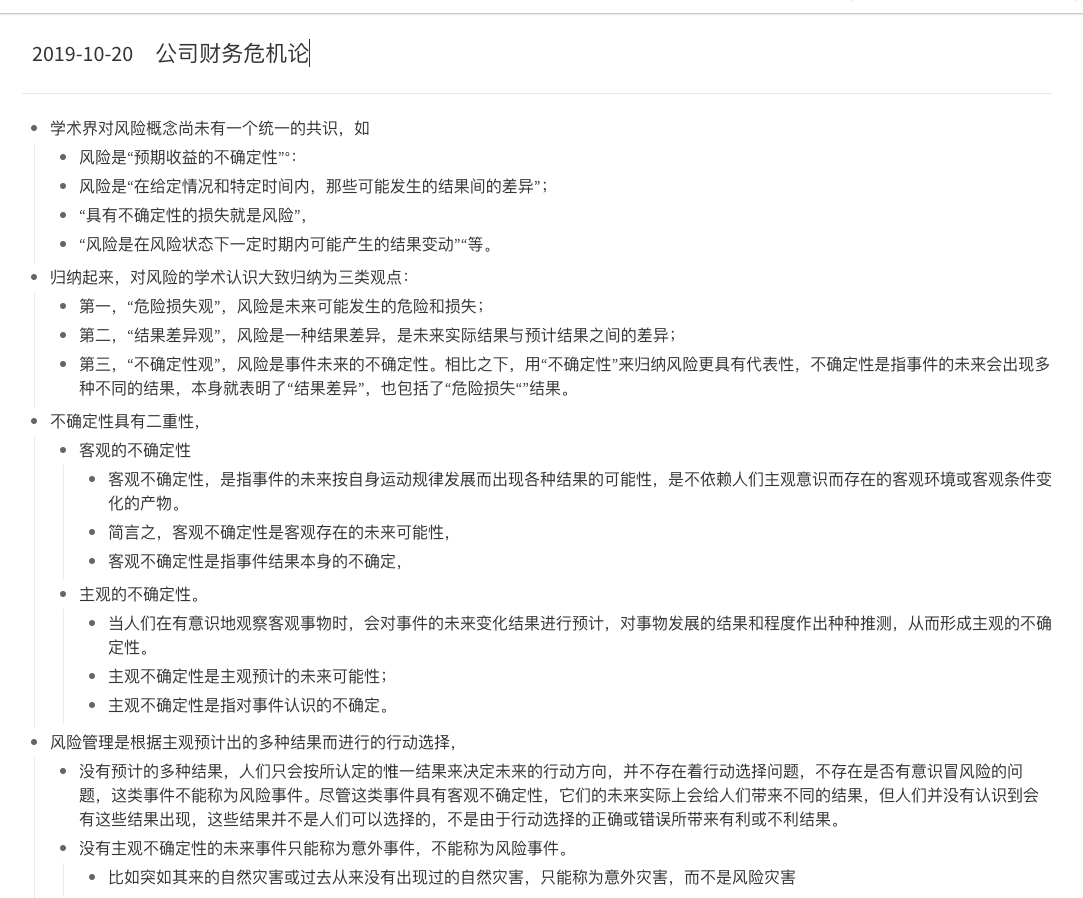 2019-10-20 公司财务危机论
学术界对风险概念尚未有一个统一的共识，如
风险是“预期收益的不确定性”°：
风险是“在给定情况和特定时间内，那些可能发生的结果间的差异”；
“具有不确定性的损失就是风险”，
“风险是在风险状态下一定时期内可能产生的结果变动”“等。
归纳起来，对风险的学术认识大致归纳为三类观点：
第一，“危险损失观”，风险是未来可能发生的危险和损失；
第二，“结果差异观”，风险是一种结果差异，是未来实际结果与预计结果之间的差异；
第三，“不确定性观”，风险是事件未来的不确定性。相比之下，用“不确定性”来归纳风险更具有代表性，不确定性是指事件的未来会出现多
种不同的结果，本身就表明了“结果差异”，也包括了“危险损失“”结果。
不确定性具有二重性，
客观的不确定性
客观不确定性，是指事件的未来按自身运动规律发展而出现各种结果的可能性，是不依赖人们主观意识而存在的客观环境或客观条件变
化的产物。
简言之，客观不确定性是客观存在的未来可能性，
客观不确定性是指事件结果本身的不确定，
主观的不确定性。
当人们在有意识地观察客观事物时，会对事件的未来变化结果进行预计，对事物发展的结果和程度作出种种推测，从而形成主观的不确
定性。
主观不确定性是主观预计的未来可能性；
主观不确定性是指对事件认识的不确定。
风险管理是根据主观预计出的多种结果而进行的行动选择，
没有预计的多种结果，人们只会按所认定的惟一结果来决定未来的行动方向，并不存在着行动选择问题，不存在是否有意识冒风险的问
题，这类事件不能称为风险事件。尽管这类事件具有客观不确定性，它们的未来实际上会给人们带来不同的结果，但人们并没有认识到会
有这些结果出现，这些结果并不是人们可以选择的，不是由于行动选择的正确或错误所带来有利或不利结果。
没有主观不确定性的未来事件只能称为意外事件，不能称为风险事件。
比如突如其来的自然灾害或过去从来没有出现过的自然灾害，只能称为意外灾害，而不是风险灾害